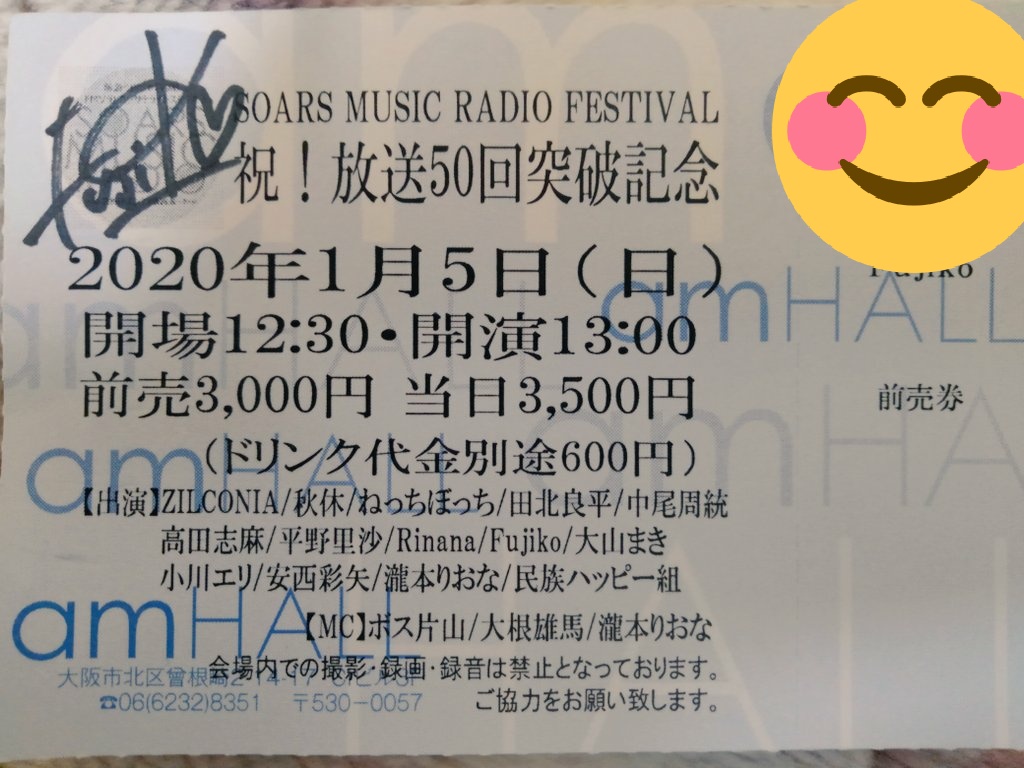 SOARS MUSIC RADIO FESTIVAL
祝！放送50回突破記念
2020年1月5日（日）
開場12:30・開演13:00
前売3,000円 当日3,500円
（ドリンク代金別途600円）
【出演】ZILCONIA/秋休/ねっちぼっち/田北良平/中尾周統
高田志麻/平野里沙/Rinana/Fujiko/大山まき
小川エリ/安西彩矢/瀧本りおな/民族ハッピー組
【MC】ボス片山/大根雄馬/瀧本りおな
会場内での撮影・録画・録音は禁止となっております。
ご協力をお願い致します。
amHALL
amHALL
大阪市北区曾根崎2
☎06(6232)8351 〒530-0057
Fujiko
amHALL
前売券
amHALL